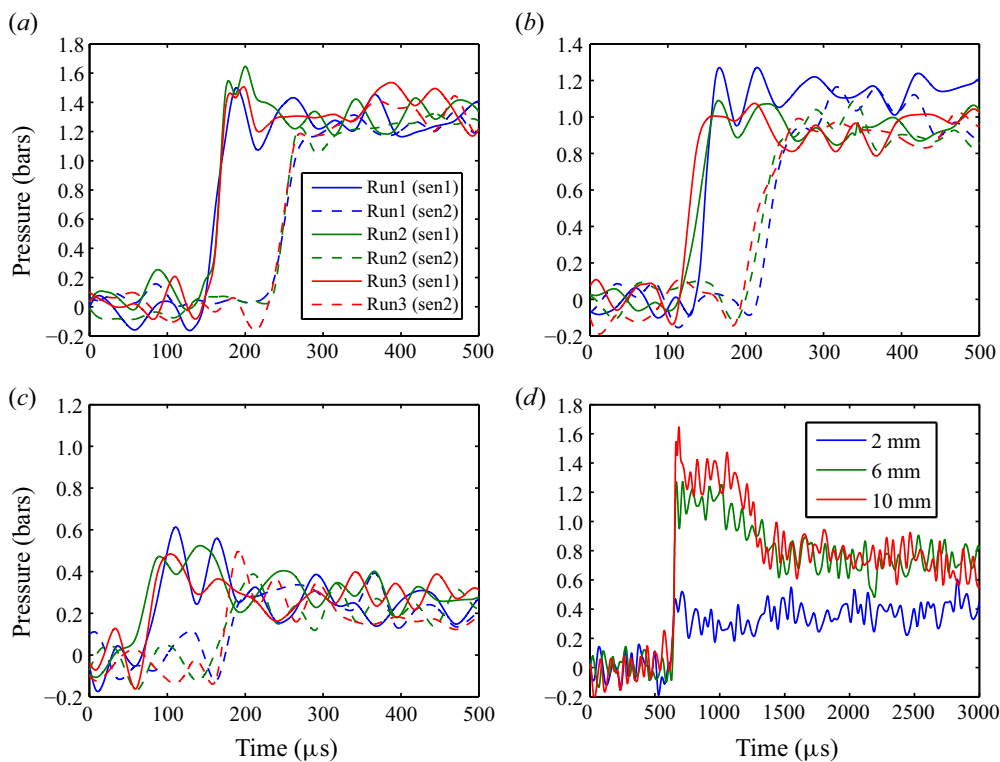 (a)
1.8
1.6
1.4
1.2
1.0
0.8
0.6
0.4
0.2
0
−0.2
Pressure (bars)
0 100 200 300 400 500
Run1 (sen1)
Run1 (sen2)
Run2 (sen1)
Run2 (sen2)
Run3 (sen1)
Run3 (sen2)
(b)
1.4
1.2
1.0
0.8
0.6
0.4
0.2
0
−0.2
0 100 200 300 400 500
(c)
1.2
1.0
0.8
0.6
0.4
0.2
0
−0.2
Pressure (bars)
0 100 200 300 400 500
Time (μs)
(d)
1.8
1.6
1.4
1.2
1.0
0.8
0.6
0.4
0.2
0
−0.2
0 500 1000 1500 2000 2500 3000
2 mm
6 mm
10 mm
Time (μs)